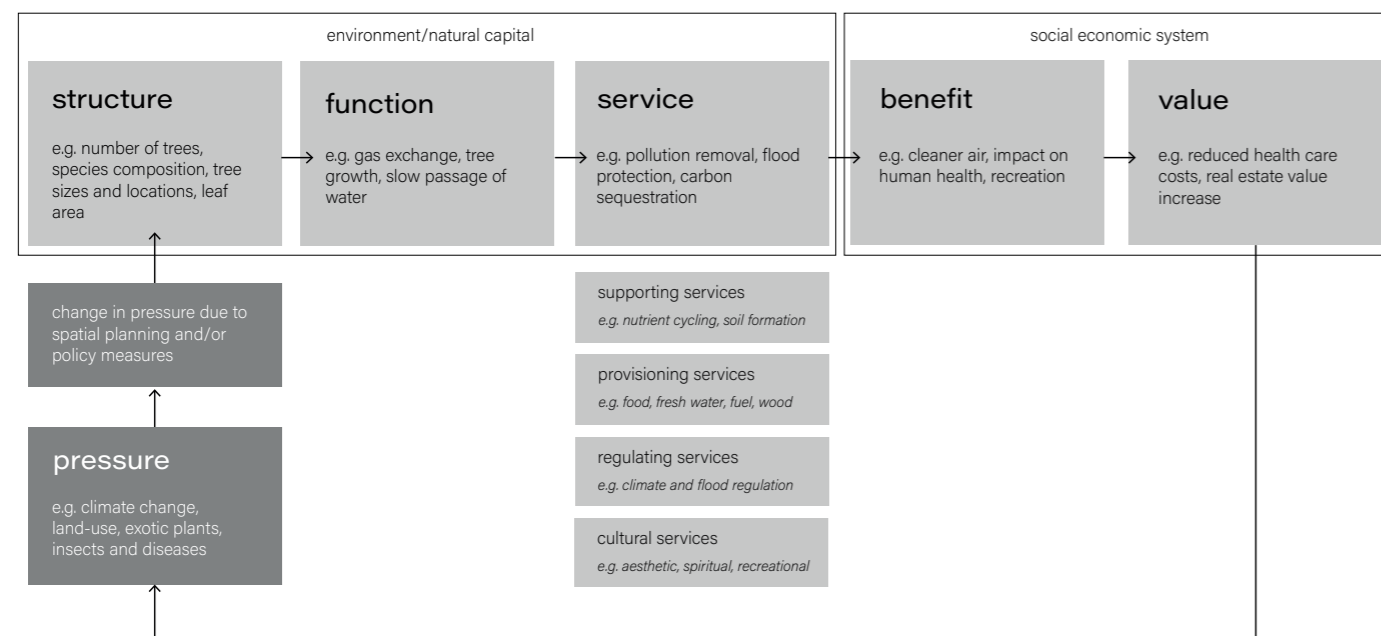 environment/natural capital
social economic system
structure
e.g. number of trees,
species composition, tree
sizes and locations, leaf
area
function
e.g. gas exchange, tree
growth, slow passage of
water
service
e.g. pollution removal, flood
protection, carbon
sequestration
benefit
e.g. cleaner air, impact on
human health, recreation
value
e.g. reduced health care
costs, real estate value
increase
change in pressure due to
spatial planning and/or
policy measures
pressure
e.g. climate change,
land-use, exotic plants,
insects and diseases
supporting services
e.g. nutrient cycling, soil formation
provisioning services
e.g. food, fresh water, fuel, wood
regulating services
e.g. climate and flood regulation
cultural services
e.g. aesthetic, spiritual, recreational